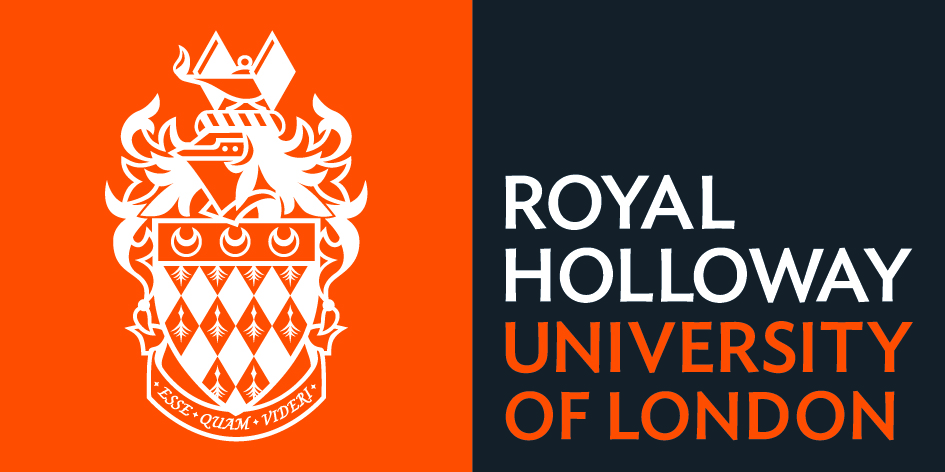 ESSE · QUAM · VIDERI
ROYAL
HOLLOWAY
UNIVERSITY
OF LONDON